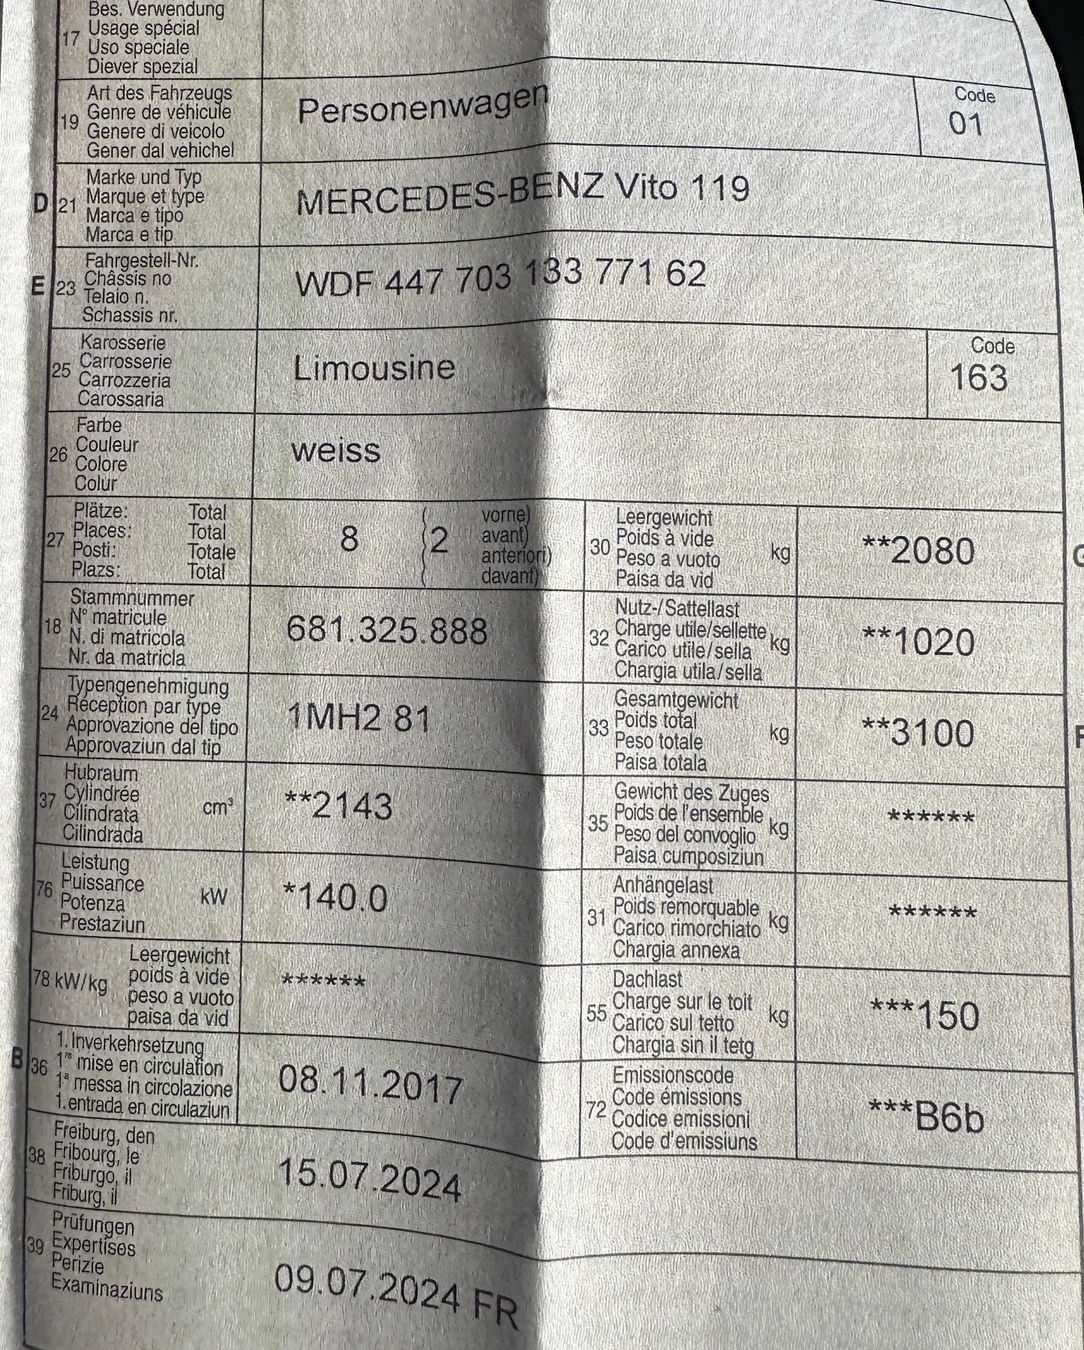 17 Bes. Verwendung
Usage spécial
Uso speciale
Diever spezial
19 Art des Fahrzeugs
Genre de véhicule
Genere di veicolo
Gener dal vehichel
Personenwagen
Code
01
D 21 Marke und Typ
Marque et type
Marca e tipo
Marca e tip
MERCEDES-BENZ Vito 119
E 23 Fahrgestell-Nr.
Châssis no
Telaio n.
Schassis nr.
WDF 447 703 133 771 62
25 Karosserie
Carrosserie
Carrozzeria
Carossaria
Limousine
Code
163
26 Farbe
Couleur
Colore
Colur
weiss
27 Plätze: Total
Places: Total
Posti: Totale
Plazs: Total
8 (2 vorne)
( avant)
( anteriori)
( davant)
30 Leergewicht
Poids à vide
Peso a vuoto
Paisa da vid
kg
**2080
G
18 Stammnummer
N° matricule
N. di matricola
Nr. da matricla
681.325.888
32 Nutz-/Sattellast
Charge utile/sellette
Carico utile/sella
Chargia utila/sella
kg
**1020
24 Typengenehmigung
Réception par type
Approvazione del tipo
Approvaziun dal tip
1MH2 81
33 Gesamtgewicht
Poids total
Peso totale
Paisa totala
kg
**3100
F
37 Hubraum
Cylindrée
Cilindrata
Cilindrada
cm³
**2143
35 Gewicht des Zuges
Poids de l'ensemble
Peso del convoglio
Paisa cumposiziun
kg
******
76 Leistung
Puissance
Potenza
Prestaziun
kW
*140.0
31 Anhängelast
Poids remorquable
Carico rimorchiato
Chargia annexa
kg
******
78 kW/kg Leergewicht
poids à vide
peso a vuoto
paisa da vid
******
55 Dachlast
Charge sur le toit
Carico sul tetto
Chargia sin il tetg
kg
***150
B 36 1. Inverkehrsetzung
1re mise en circulation
1a messa in circolazione
1. entrada en circulaziun
08.11.2017
72 Emissionscode
Code émissions
Codice emissioni
Code d'emissiuns
***B6b
38 Freiburg, den
Fribourg, le
Friburgo, il
Friburg, il
15.07.2024
39 Prüfungen
Expertises
Perizie
Examinaziuns
09.07.2024 FR